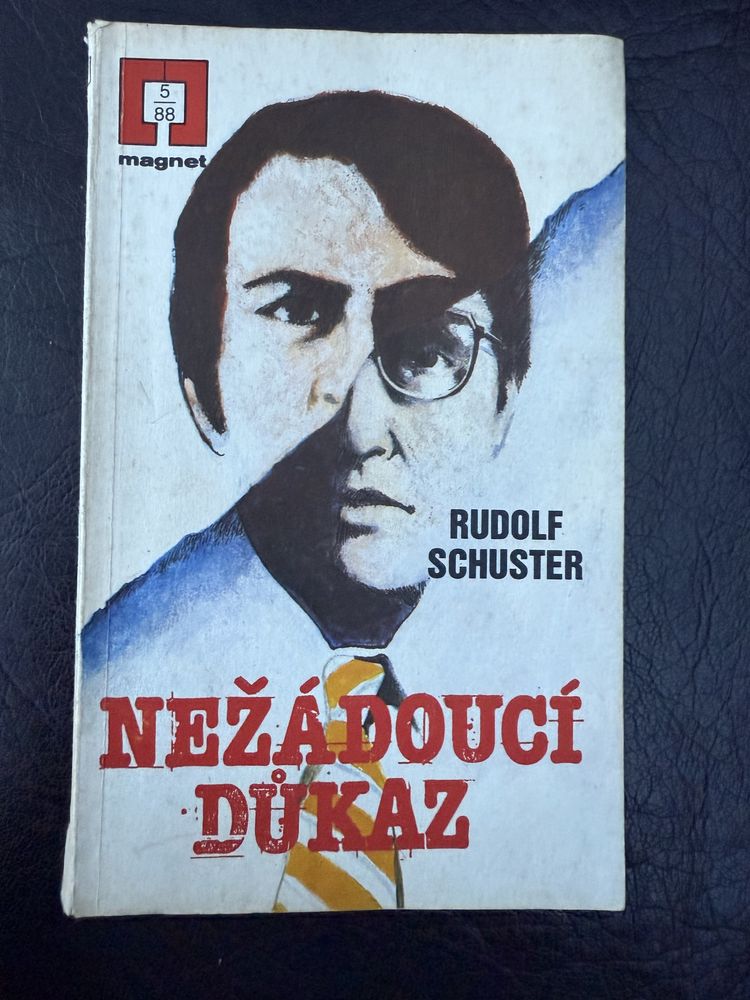 5
88
magnet
RUDOLF
SCHUSTER
NEŽÁDOUCÍ
DŮKAZ